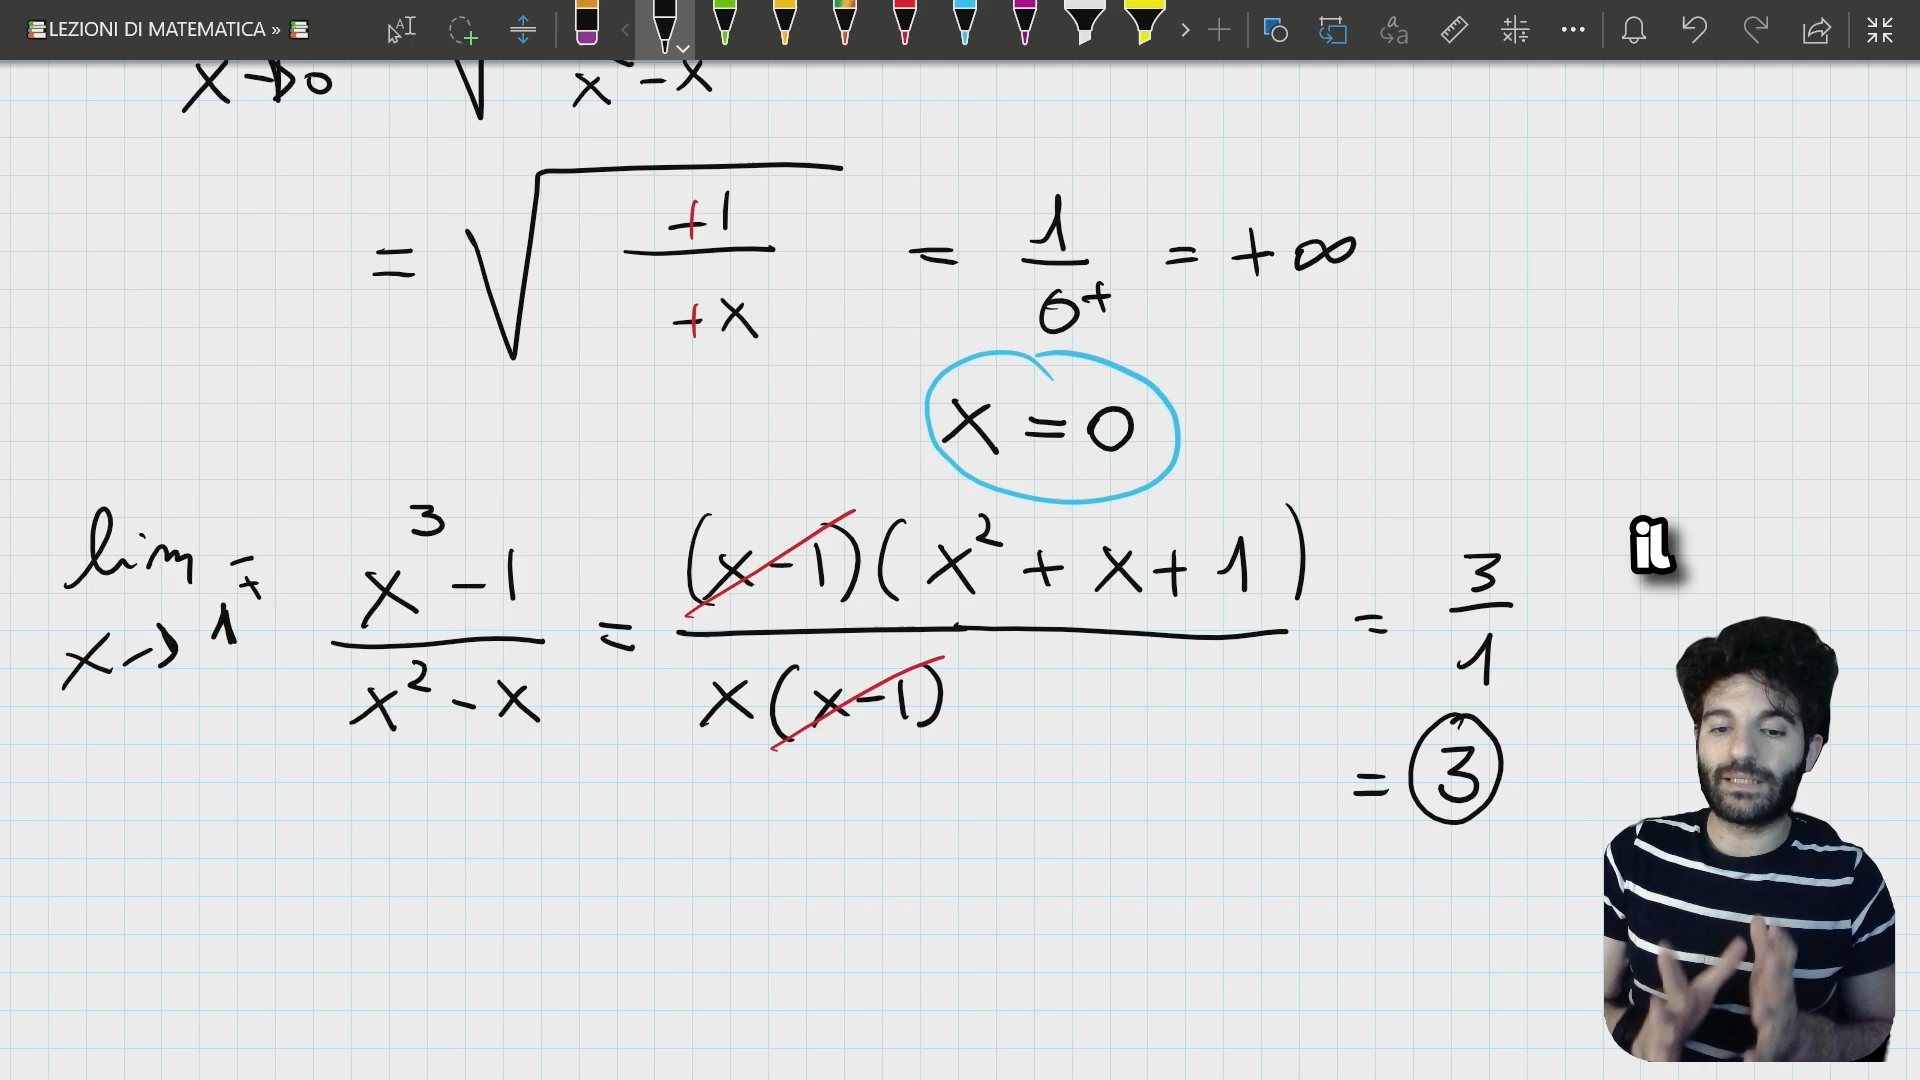 LEZIONI DI MATEMATICA »
x → 0 √ x² - x
= √ +1 / +x = 1 / 0⁺ = + ∞
x = 0
lim x → 1∓ x³ - 1 / x² - x = (x-1)(x² + x + 1) / x(x-1) = 3 / 1
= 3
il